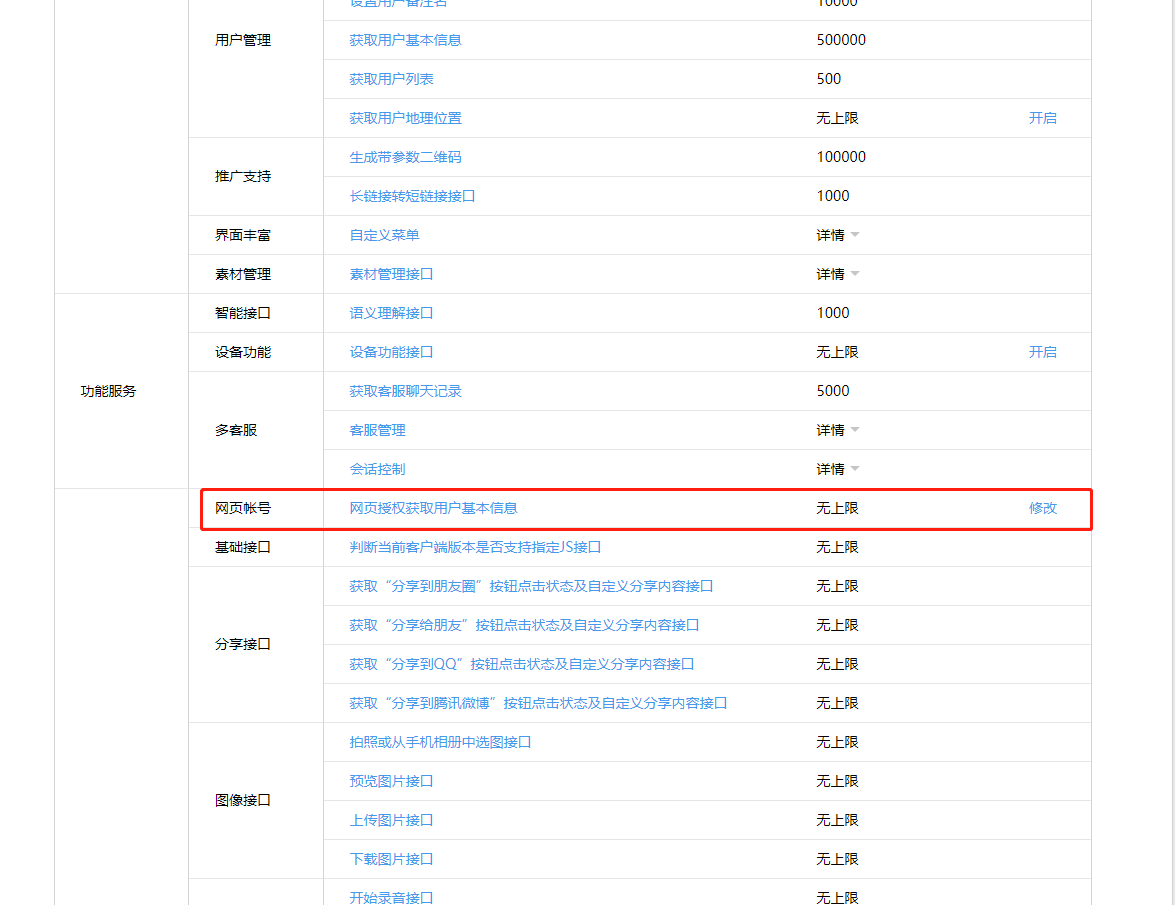 设置用户备注名 10000
用户管理 获取用户基本信息 500000
获取用户列表 500
获取用户地理位置 无上限 开启
推广支持 生成带参数二维码 100000
长链接转短链接接口 1000
界面丰富 自定义菜单 详情
素材管理 素材管理接口 详情
功能服务 智能接口 语义理解接口 1000
设备功能 设备功能接口 无上限 开启
多客服 获取客服聊天记录 5000
客服管理 详情
会话控制 详情
网页帐号 网页授权获取用户基本信息 无上限 修改
基础接口 判断当前客户端版本是否支持指定JS接口 无上限
分享接口 获取“分享到朋友圈”按钮点击状态及自定义分享内容接口 无上限
获取“分享给朋友”按钮点击状态及自定义分享内容接口 无上限
获取“分享到QQ”按钮点击状态及自定义分享内容接口 无上限
获取“分享到腾讯微博”按钮点击状态及自定义分享内容接口 无上限
图像接口 拍照或从手机相册中选图接口 无上限
预览图片接口 无上限
上传图片接口 无上限
下载图片接口 无上限
开始录音接口 无上限